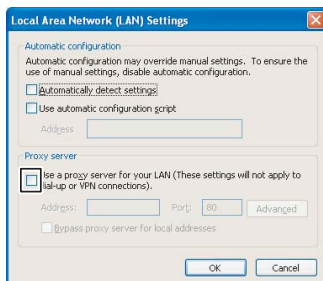 Local Area Network (LAN) Settings
Automatic configuration
Automatic configuration may override manual settings. To ensure the
use of manual settings, disable automatic configuration.
Automatically detect settings
Use automatic configuration script
Address
Proxy server
se a proxy server for your LAN (These settings will not apply to
ial-up or VPN connections).
Address:
Port: 80
Advanced
Bypass proxy server for local addresses
OK Cancel